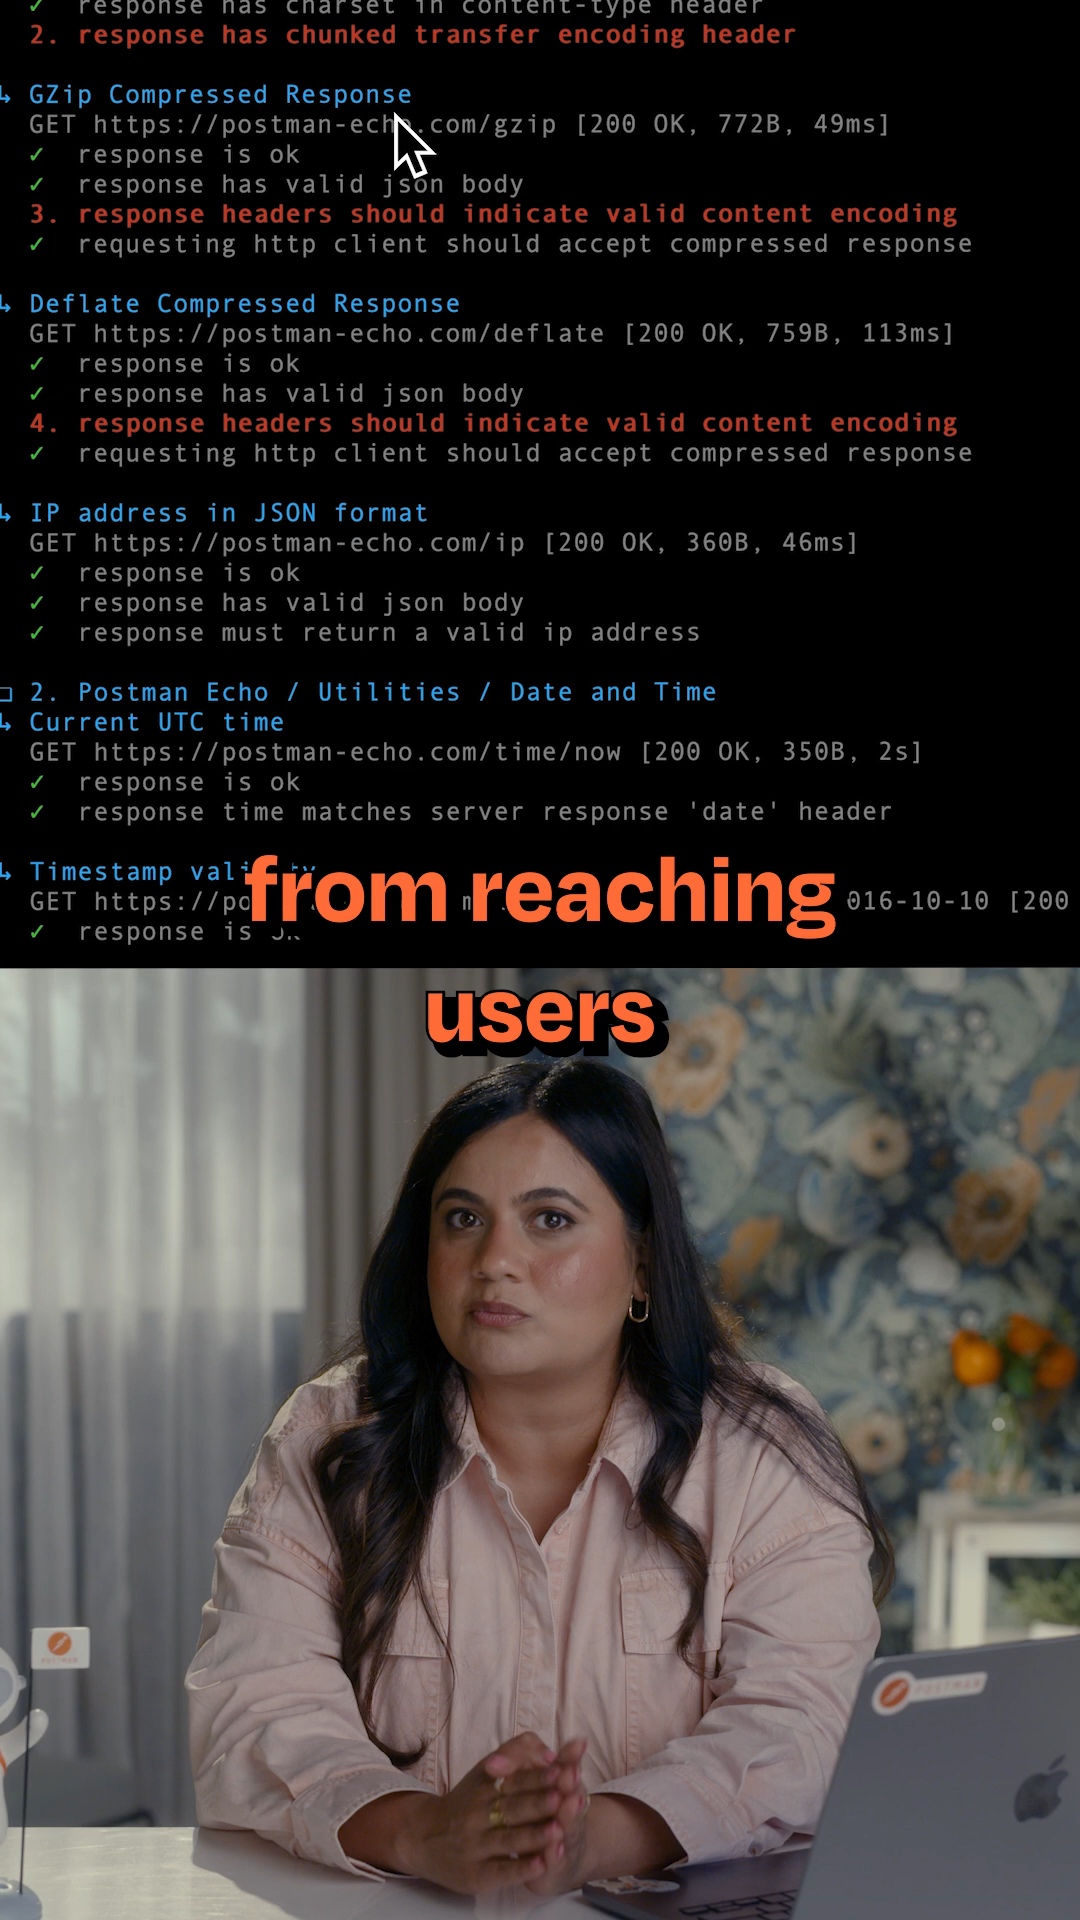 ✓ response has charset in content-type header
2. response has chunked transfer encoding header
↳ GZip Compressed Response
GET https://postman-echo.com/gzip [200 OK, 772B, 49ms]
✓ response is ok
✓ response has valid json body
3. response headers should indicate valid content encoding
✓ requesting http client should accept compressed response
↳ Deflate Compressed Response
GET https://postman-echo.com/deflate [200 OK, 759B, 113ms]
✓ response is ok
✓ response has valid json body
4. response headers should indicate valid content encoding
✓ requesting http client should accept compressed response
↳ IP address in JSON format
GET https://postman-echo.com/ip [200 OK, 360B, 46ms]
✓ response is ok
✓ response has valid json body
✓ response must return a valid ip address
□ 2. Postman Echo / Utilities / Date and Time
↳ Current UTC time
GET https://postman-echo.com/time/now [200 OK, 350B, 2s]
✓ response is ok
✓ response time matches server response 'date' header
↳ Timestamp validity
GET https://po 016-10-10 [200
✓ response is ok
from reaching
users
POSTMAN
POSTMAN